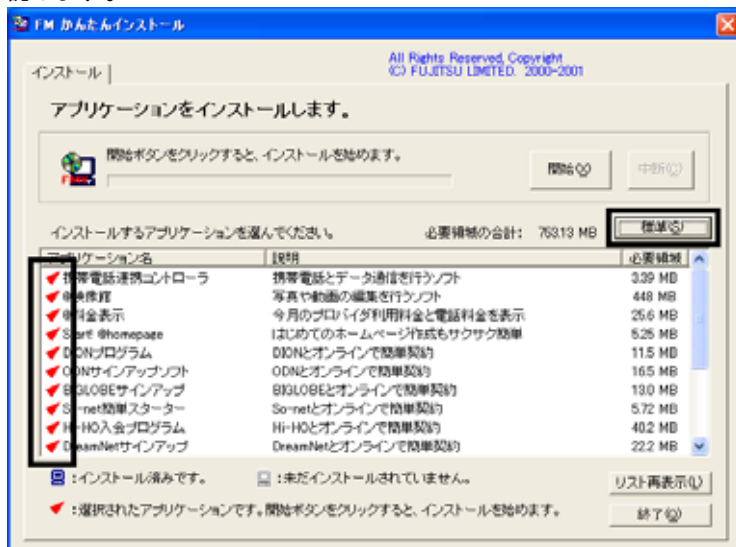 FM かんたんインストール
インストール
All Rights Reserved, Copyright
(C) FUJITSU LIMITED. 2000-2001
アプリケーションをインストールします。
開始ボタンをクリックすると、インストールを始めます。
開始(X)
中断(C)
インストールするアプリケーションを選んでください。 必要領域の合計: 753.13 MB 標準(S)
アプリケーション名 説明 必要領域
携帯電話連携コントローラ 携帯電話とデータ通信を行うソフト 3.39 MB
@映像館 写真や動画の編集を行うソフト 448 MB
@料金表示 今月のプロバイダ利用料金と電話料金を表示 25.6 MB
Start! @homepage はじめてのホームページ作成もサクサク簡単 5.25 MB
DIONプログラム DIONとオンラインで簡単契約 11.5 MB
ODNサインアップソフト ODNとオンラインで簡単契約 16.5 MB
BIGLOBEサインアップ BIGLOBEとオンラインで簡単契約 13.0 MB
So-net簡単スターター So-netとオンラインで簡単契約 5.72 MB
Hi-HO入会プログラム Hi-HOとオンラインで簡単契約 40.2 MB
DreamNetサインアップ DreamNetとオンラインで簡単契約 22.2 MB
:インストール済みです。 :未だインストールされていません。
リスト再表示(L)
:選択されたアプリケーションです。開始ボタンをクリックすると、インストールを始めます。
終了(Q)